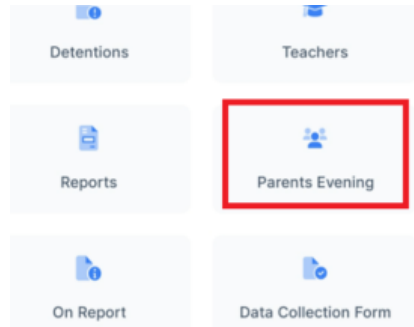 Detentions
Teachers
Reports
Parents Evening
On Report
Data Collection Form